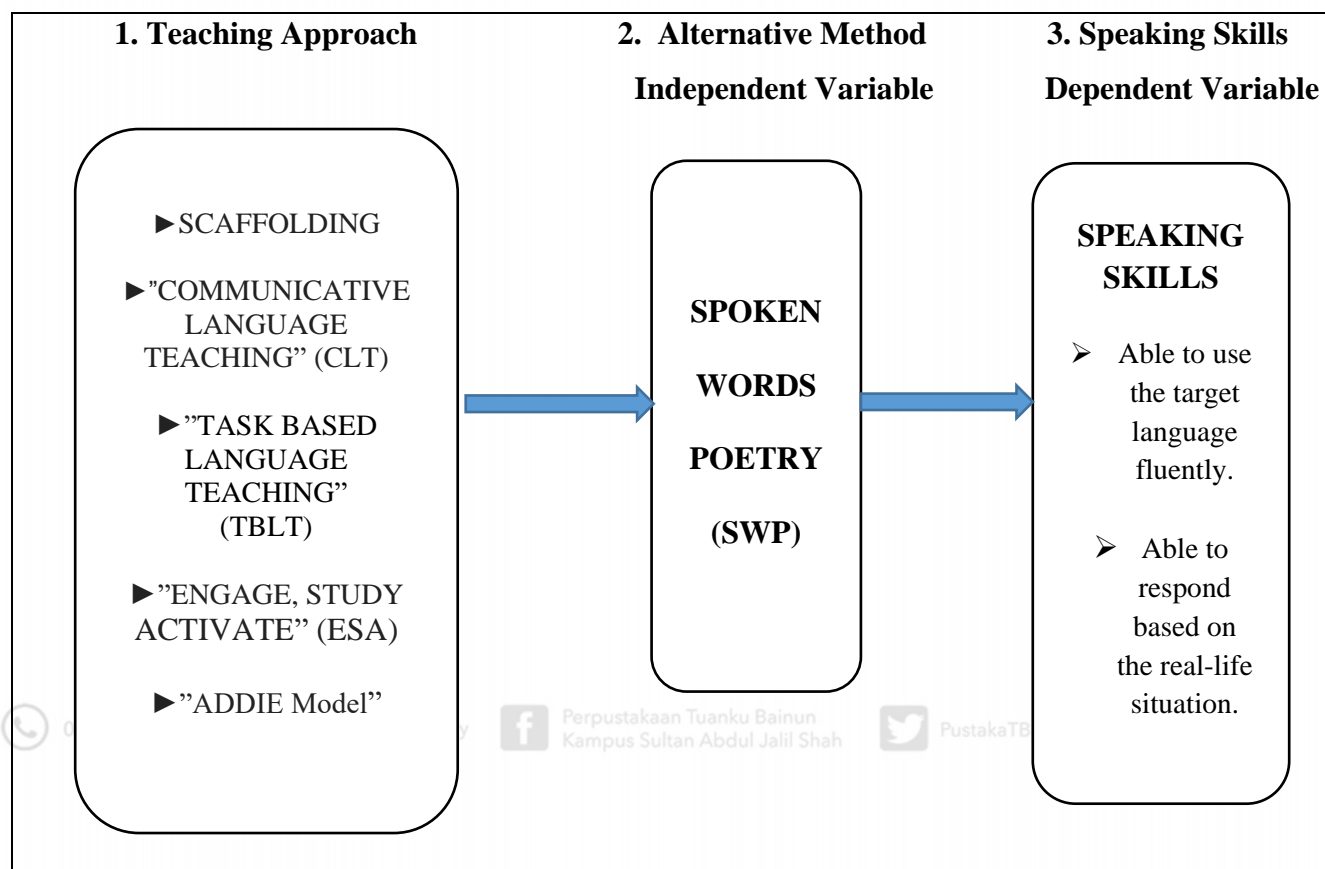 1. Teaching Approach
2. Alternative Method
Independent Variable
3. Speaking Skills
Dependent Variable
►SCAFFOLDING
►"COMMUNICATIVE
LANGUAGE
TEACHING” (CLT)
►”TASK BASED
LANGUAGE
TEACHING”
(TBLT)
►”ENGAGE, STUDY
ACTIVATE” (ESA)
►”ADDIE Model”
SPOKEN
WORDS
POETRY
(SWP)
SPEAKING
SKILLS
➢ Able to use
the target
language
fluently.
➢ Able to
respond
based on
the real-life
situation.
Perpustakaan Tuanku Bainun
Kampus Sultan Abdul Jalil Shah
PustakaTB